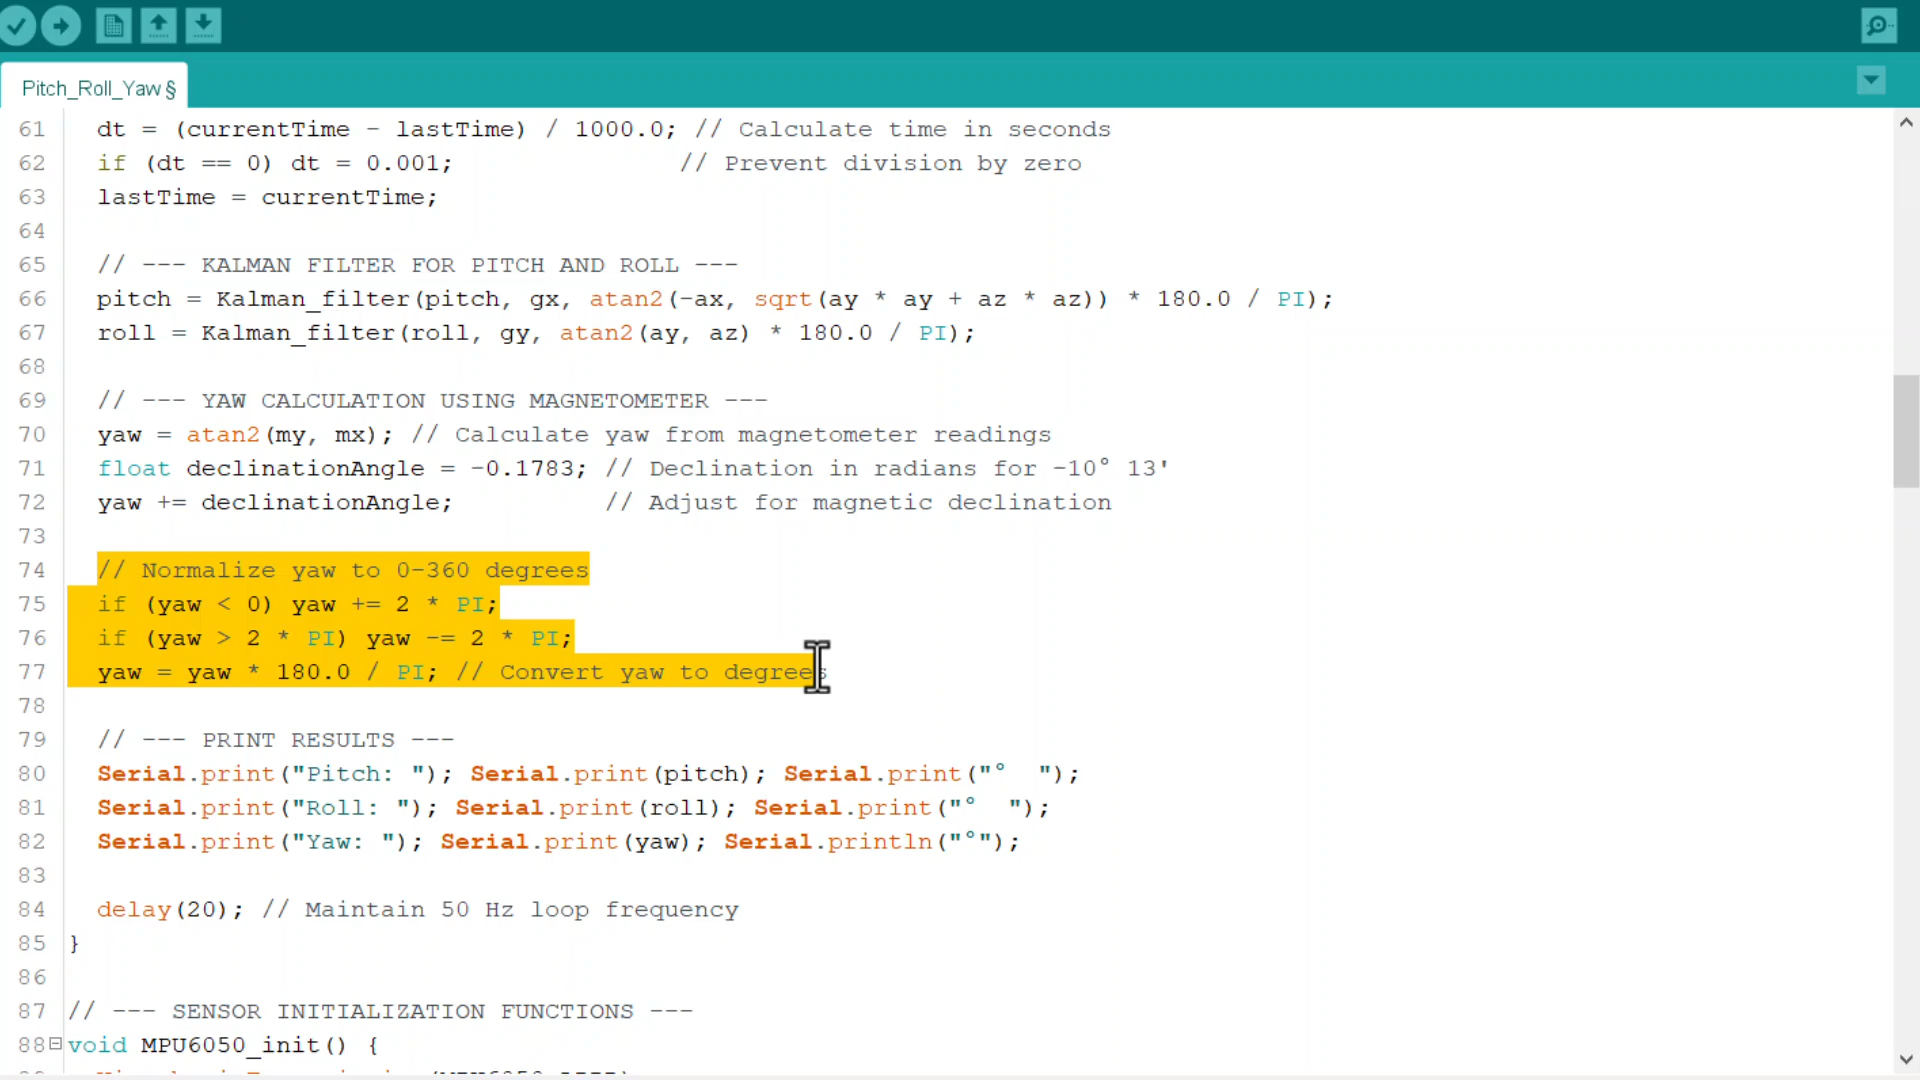 Pitch_Roll_Yaw §
61 dt = (currentTime - lastTime) / 1000.0; // Calculate time in seconds
62 if (dt == 0) dt = 0.001; // Prevent division by zero
63 lastTime = currentTime;
64
65 // --- KALMAN FILTER FOR PITCH AND ROLL ---
66 pitch = Kalman_filter(pitch, gx, atan2(-ax, sqrt(ay * ay + az * az)) * 180.0 / PI);
67 roll = Kalman_filter(roll, gy, atan2(ay, az) * 180.0 / PI);
68
69 // --- YAW CALCULATION USING MAGNETOMETER ---
70 yaw = atan2(my, mx); // Calculate yaw from magnetometer readings
71 float declinationAngle = -0.1783; // Declination in radians for -10° 13'
72 yaw += declinationAngle; // Adjust for magnetic declination
73
74 // Normalize yaw to 0-360 degrees
75 if (yaw < 0) yaw += 2 * PI;
76 if (yaw > 2 * PI) yaw -= 2 * PI;
77 yaw = yaw * 180.0 / PI; // Convert yaw to degrees
78
79 // --- PRINT RESULTS ---
80 Serial.print("Pitch: "); Serial.print(pitch); Serial.print("°  ");
81 Serial.print("Roll: "); Serial.print(roll); Serial.print("°  ");
82 Serial.print("Yaw: "); Serial.print(yaw); Serial.println("°");
83
84 delay(20); // Maintain 50 Hz loop frequency
85 }
86
87 // --- SENSOR INITIALIZATION FUNCTIONS ---
88 void MPU6050_init() {